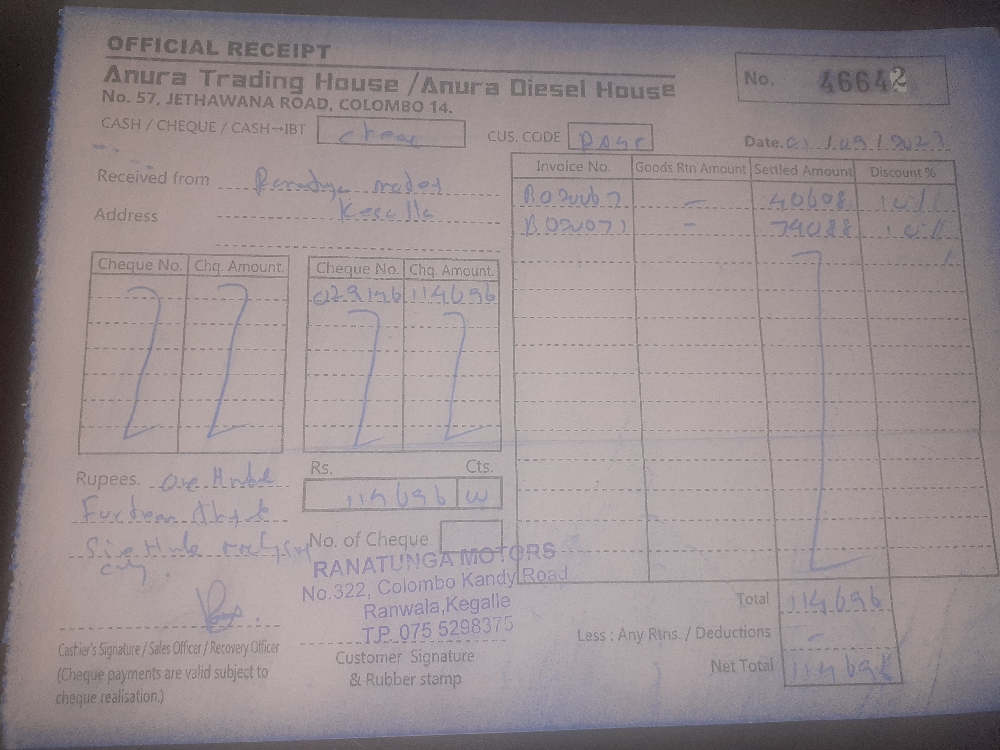 OFFICIAL RECEIPT
Anura Trading House / Anura Diesel House
No. 57, JETHAWANA ROAD, COLOMBO 14.
No. 46642
CASH / CHEQUE / CASH→IBT
CUS. CODE
Date.
Received from
Address
Invoice No. Goods Rtn Amount Settled Amount Discount %
- 40608 10%
- 74088 10%
Cheque No. Chq. Amount. Cheque No. Chq. Amount.
114696
Rupees. One
Rs. Cts.
114696
No. of Cheque
RANATUNGA MOTORS
No.322, Colombo Kandy Road
Ranwala,Kegalle
T.P. 075 5298375
Total 114696
Less : Any Rtns. / Deductions -
Net Total 114696
Cashier's Signature / Sales Officer / Recovery Officer
(Cheque payments are valid subject to
cheque realisation.)
Customer Signature
& Rubber stamp